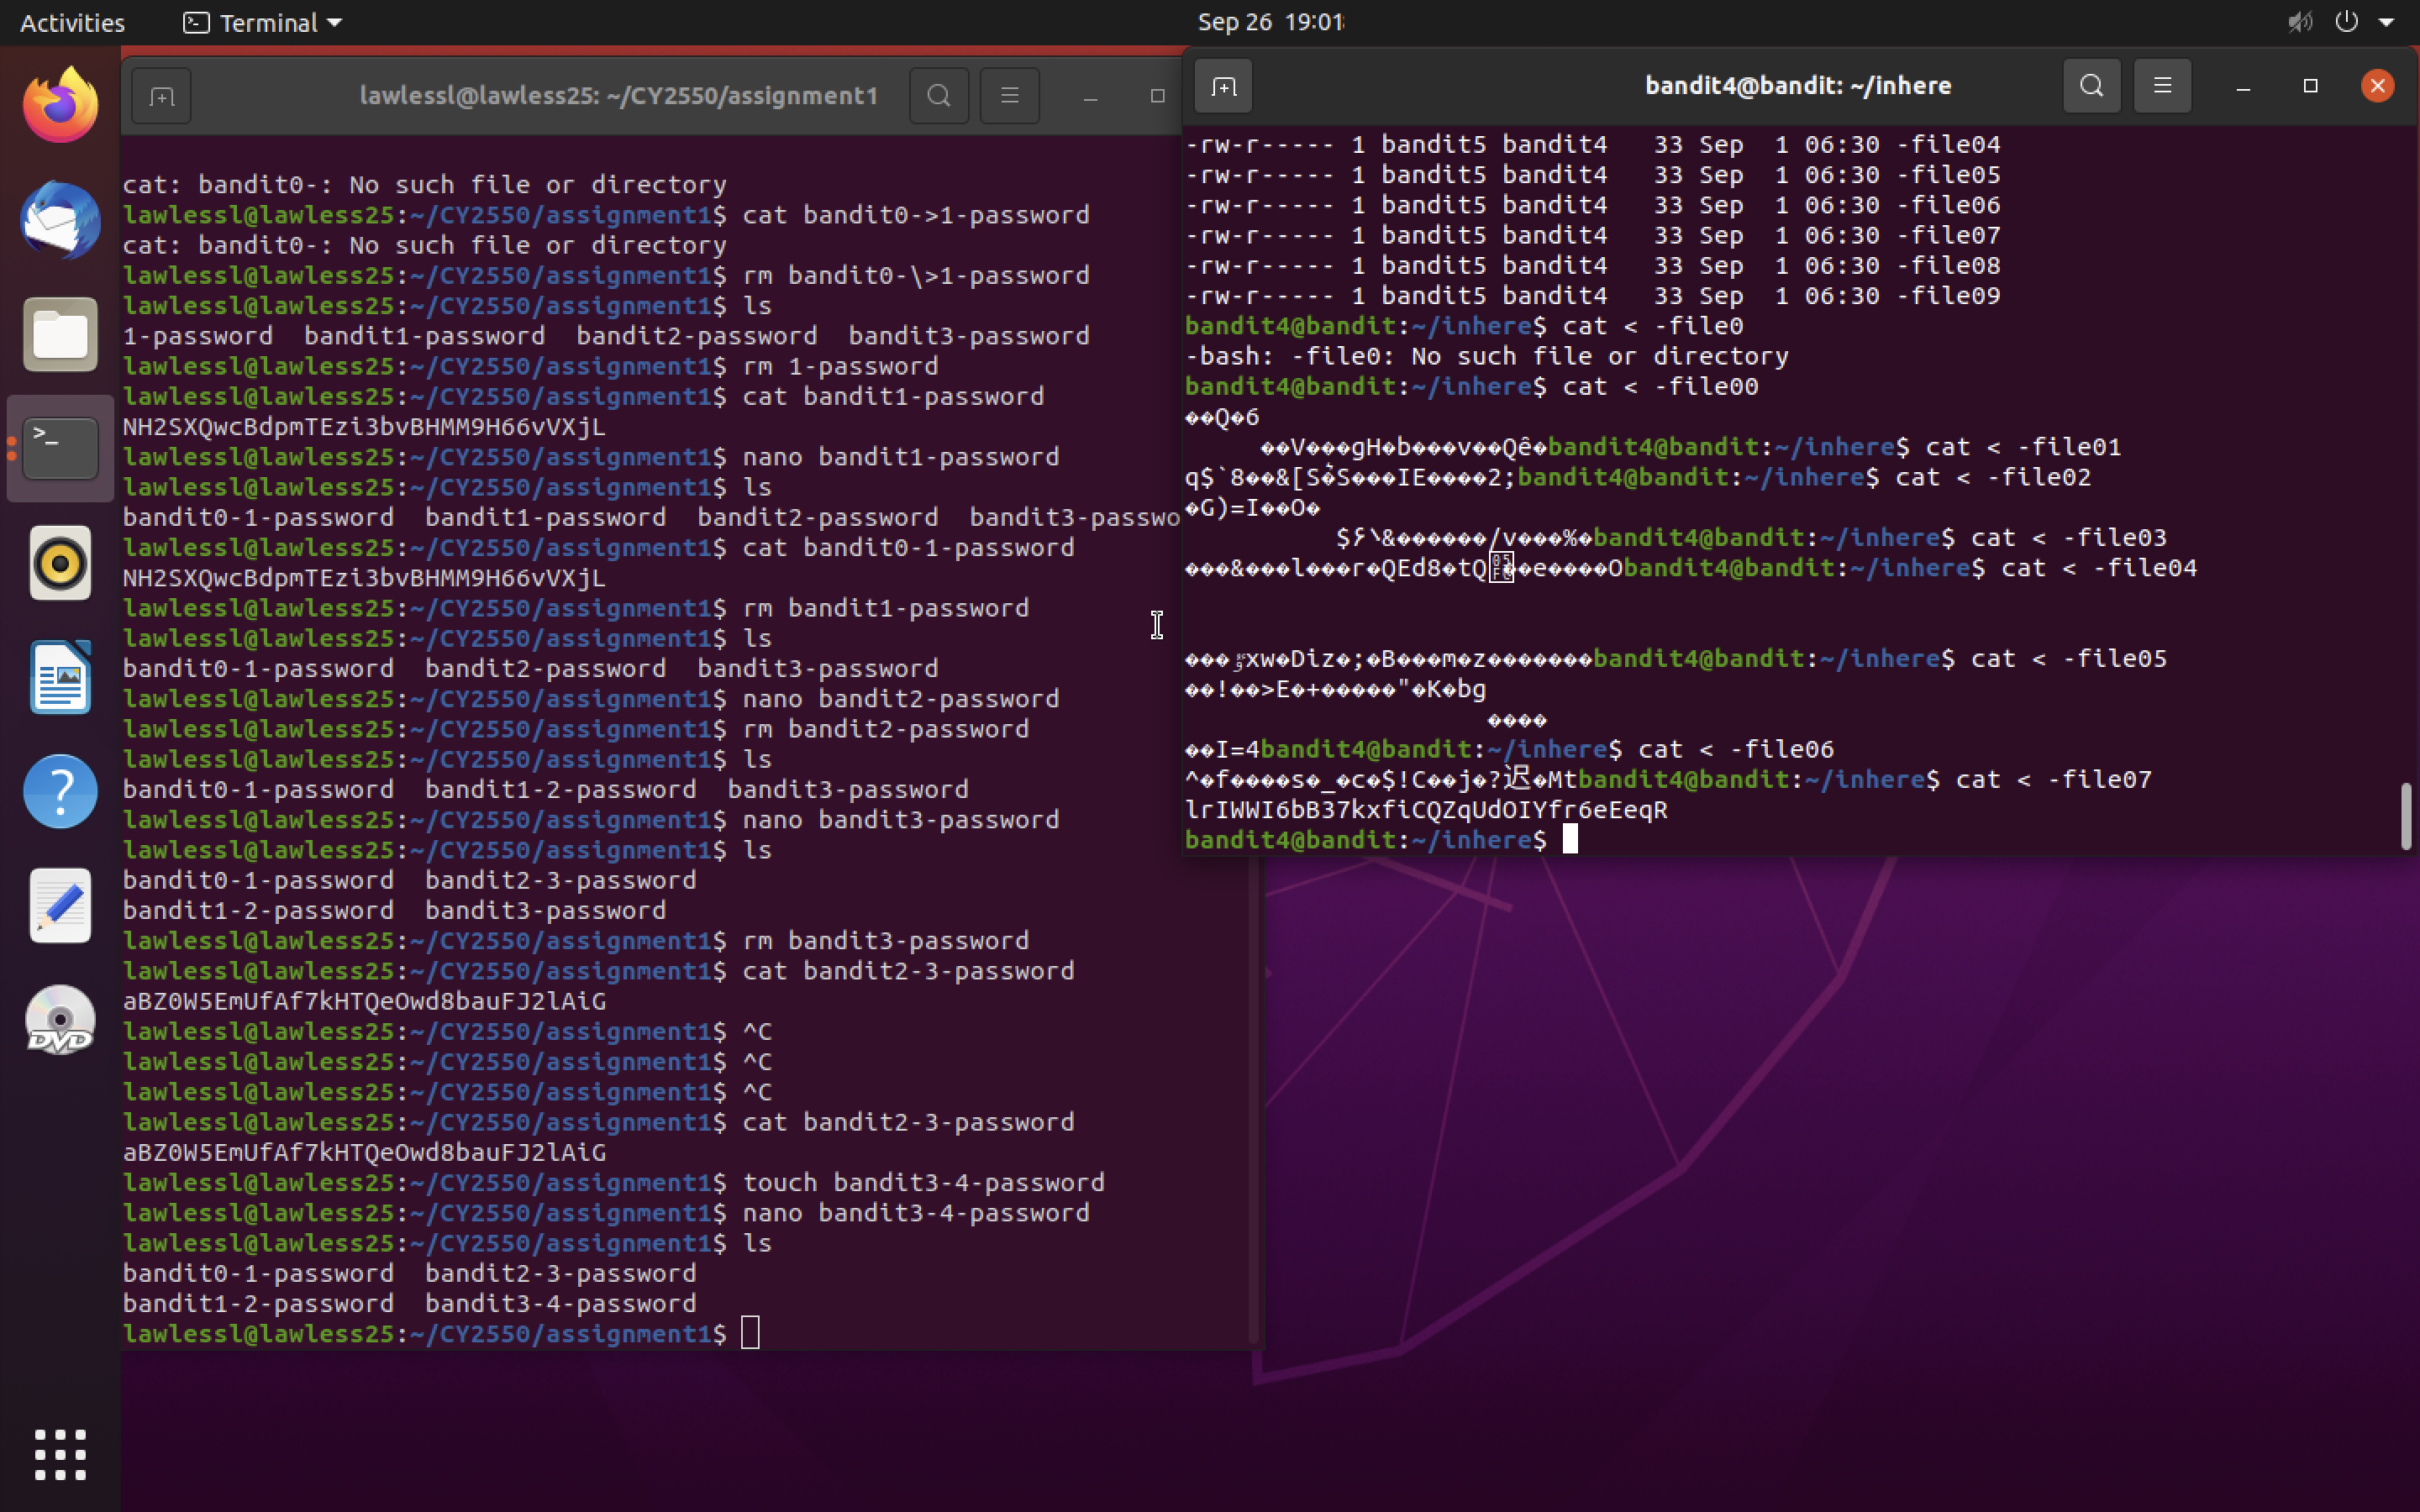 Activities
Terminal
Sep 26 19:01
lawlessl@lawless25: ~/CY2550/assignment1
cat: bandit0-: No such file or directory
lawlessl@lawless25:~/CY2550/assignment1$ cat bandit0->1-password
cat: bandit0-: No such file or directory
lawlessl@lawless25:~/CY2550/assignment1$ rm bandit0-\>1-password
lawlessl@lawless25:~/CY2550/assignment1$ ls
1-password  bandit1-password  bandit2-password  bandit3-password
lawlessl@lawless25:~/CY2550/assignment1$ rm 1-password
lawlessl@lawless25:~/CY2550/assignment1$ cat bandit1-password
NH2SXQwcBdpmTEzi3bvBHMM9H66vVXjL
lawlessl@lawless25:~/CY2550/assignment1$ nano bandit1-password
lawlessl@lawless25:~/CY2550/assignment1$ ls
bandit0-1-password  bandit1-password  bandit2-password  bandit3-passwo
lawlessl@lawless25:~/CY2550/assignment1$ cat bandit0-1-password
NH2SXQwcBdpmTEzi3bvBHMM9H66vVXjL
lawlessl@lawless25:~/CY2550/assignment1$ rm bandit1-password
lawlessl@lawless25:~/CY2550/assignment1$ ls
bandit0-1-password  bandit2-password  bandit3-password
lawlessl@lawless25:~/CY2550/assignment1$ nano bandit2-password
lawlessl@lawless25:~/CY2550/assignment1$ rm bandit2-password
lawlessl@lawless25:~/CY2550/assignment1$ ls
bandit0-1-password  bandit1-2-password  bandit3-password
lawlessl@lawless25:~/CY2550/assignment1$ nano bandit3-password
lawlessl@lawless25:~/CY2550/assignment1$ ls
bandit0-1-password  bandit2-3-password
bandit1-2-password  bandit3-password
lawlessl@lawless25:~/CY2550/assignment1$ rm bandit3-password
lawlessl@lawless25:~/CY2550/assignment1$ cat bandit2-3-password
aBZ0W5EmUfAf7kHTQeOwd8bauFJ2lAiG
lawlessl@lawless25:~/CY2550/assignment1$ ^C
lawlessl@lawless25:~/CY2550/assignment1$ ^C
lawlessl@lawless25:~/CY2550/assignment1$ ^C
lawlessl@lawless25:~/CY2550/assignment1$ cat bandit2-3-password
aBZ0W5EmUfAf7kHTQeOwd8bauFJ2lAiG
lawlessl@lawless25:~/CY2550/assignment1$ touch bandit3-4-password
lawlessl@lawless25:~/CY2550/assignment1$ nano bandit3-4-password
lawlessl@lawless25:~/CY2550/assignment1$ ls
bandit0-1-password  bandit2-3-password
bandit1-2-password  bandit3-4-password
lawlessl@lawless25:~/CY2550/assignment1$
bandit4@bandit: ~/inhere
-rw-r----- 1 bandit5 bandit4   33 Sep  1 06:30 -file04
-rw-r----- 1 bandit5 bandit4   33 Sep  1 06:30 -file05
-rw-r----- 1 bandit5 bandit4   33 Sep  1 06:30 -file06
-rw-r----- 1 bandit5 bandit4   33 Sep  1 06:30 -file07
-rw-r----- 1 bandit5 bandit4   33 Sep  1 06:30 -file08
-rw-r----- 1 bandit5 bandit4   33 Sep  1 06:30 -file09
bandit4@bandit:~/inhere$ cat < -file0
-bash: -file0: No such file or directory
bandit4@bandit:~/inhere$ cat < -file00
��Q�6
��V���gH�b���v��Qê�bandit4@bandit:~/inhere$ cat < -file01
bandit4@bandit:~/inhere$ cat < -file02
�G)=I��O�
bandit4@bandit:~/inhere$ cat < -file03
bandit4@bandit:~/inhere$ cat < -file04
bandit4@bandit:~/inhere$ cat < -file05
��!��>E�+�����"�K�bg
����
��I=4bandit4@bandit:~/inhere$ cat < -file06
^�f����s�_�c�$!C��j�?迟�Mtbandit4@bandit:~/inhere$ cat < -file07
lrIWWI6bB37kxfiCQZqUdOIYfr6eEeqR
bandit4@bandit:~/inhere$
DVD